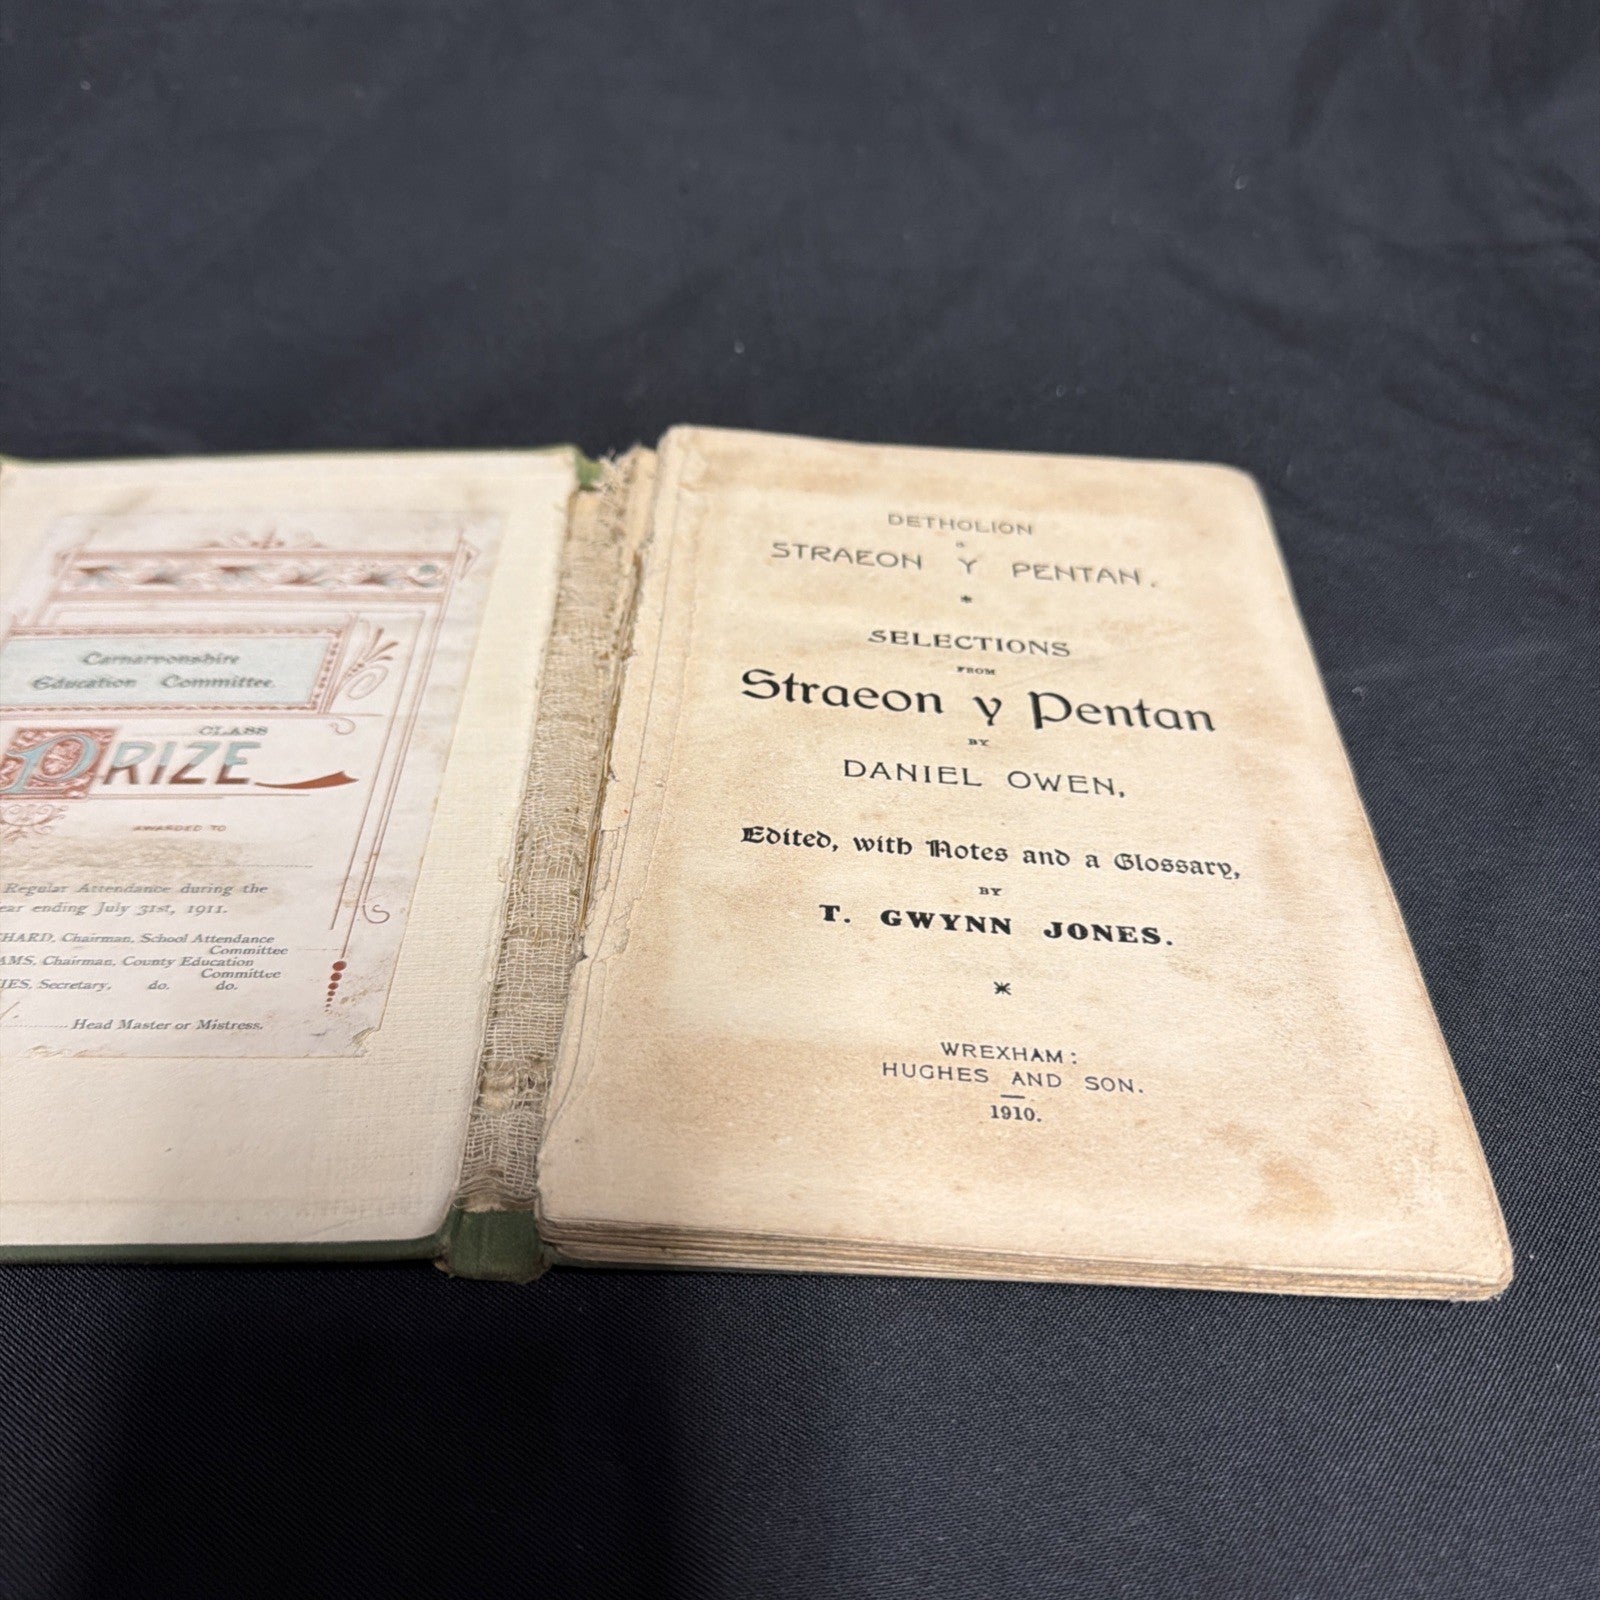 Carnarvonshire
Education Committee.
CLASS
PRIZE
AWARDED TO
Regular Attendance during the
ear ending July 31st, 1911.
HARD, Chairman, School Attendance
Committee
AMS, Chairman, County Education
Committee
IES, Secretary, do. do.
Head Master or Mistress.
DETHOLION
o
STRAEON Y PENTAN.
*
SELECTIONS
FROM
Straeon y Pentan
BY
DANIEL OWEN,
Edited, with Notes and a Glossary,
BY
T. GWYNN JONES.
*
WREXHAM:
HUGHES AND SON.
1910.